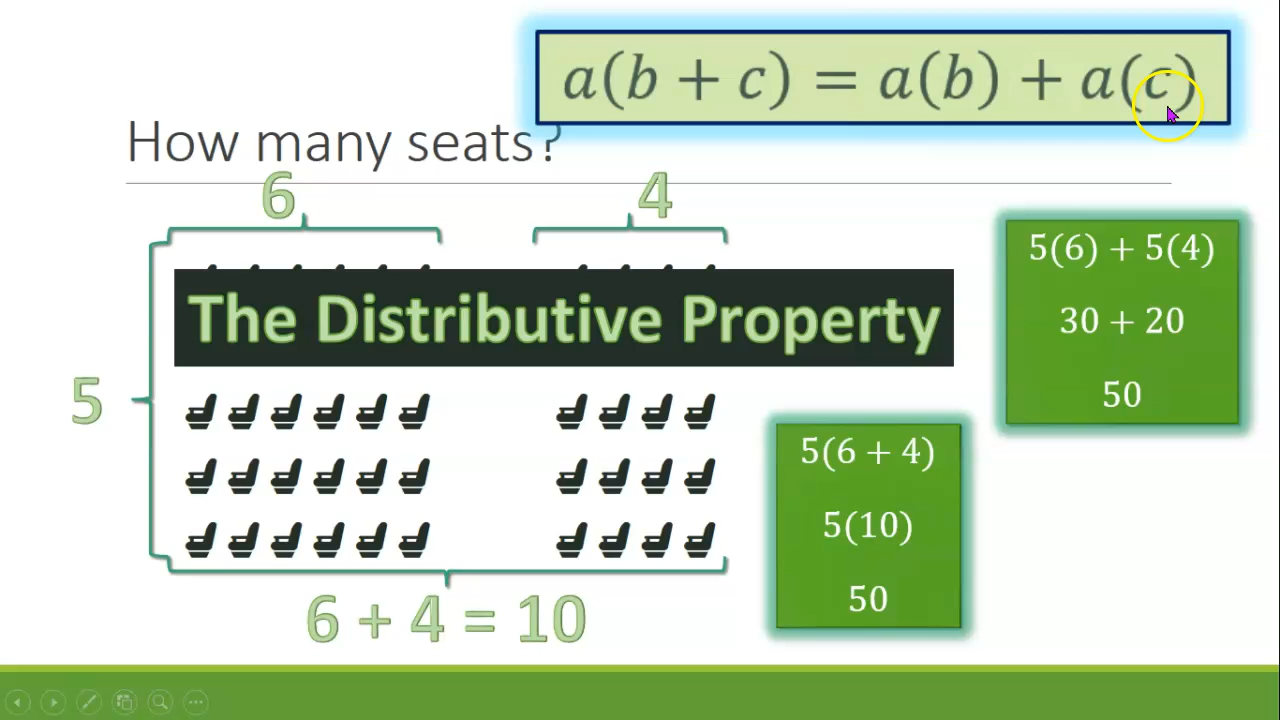 a(b + c) = a(b) + a(c)
How many seats?
6
4
The Distributive Property
5
5(6) + 5(4)
30 + 20
50
5(6 + 4)
5(10)
50
6 + 4 = 10